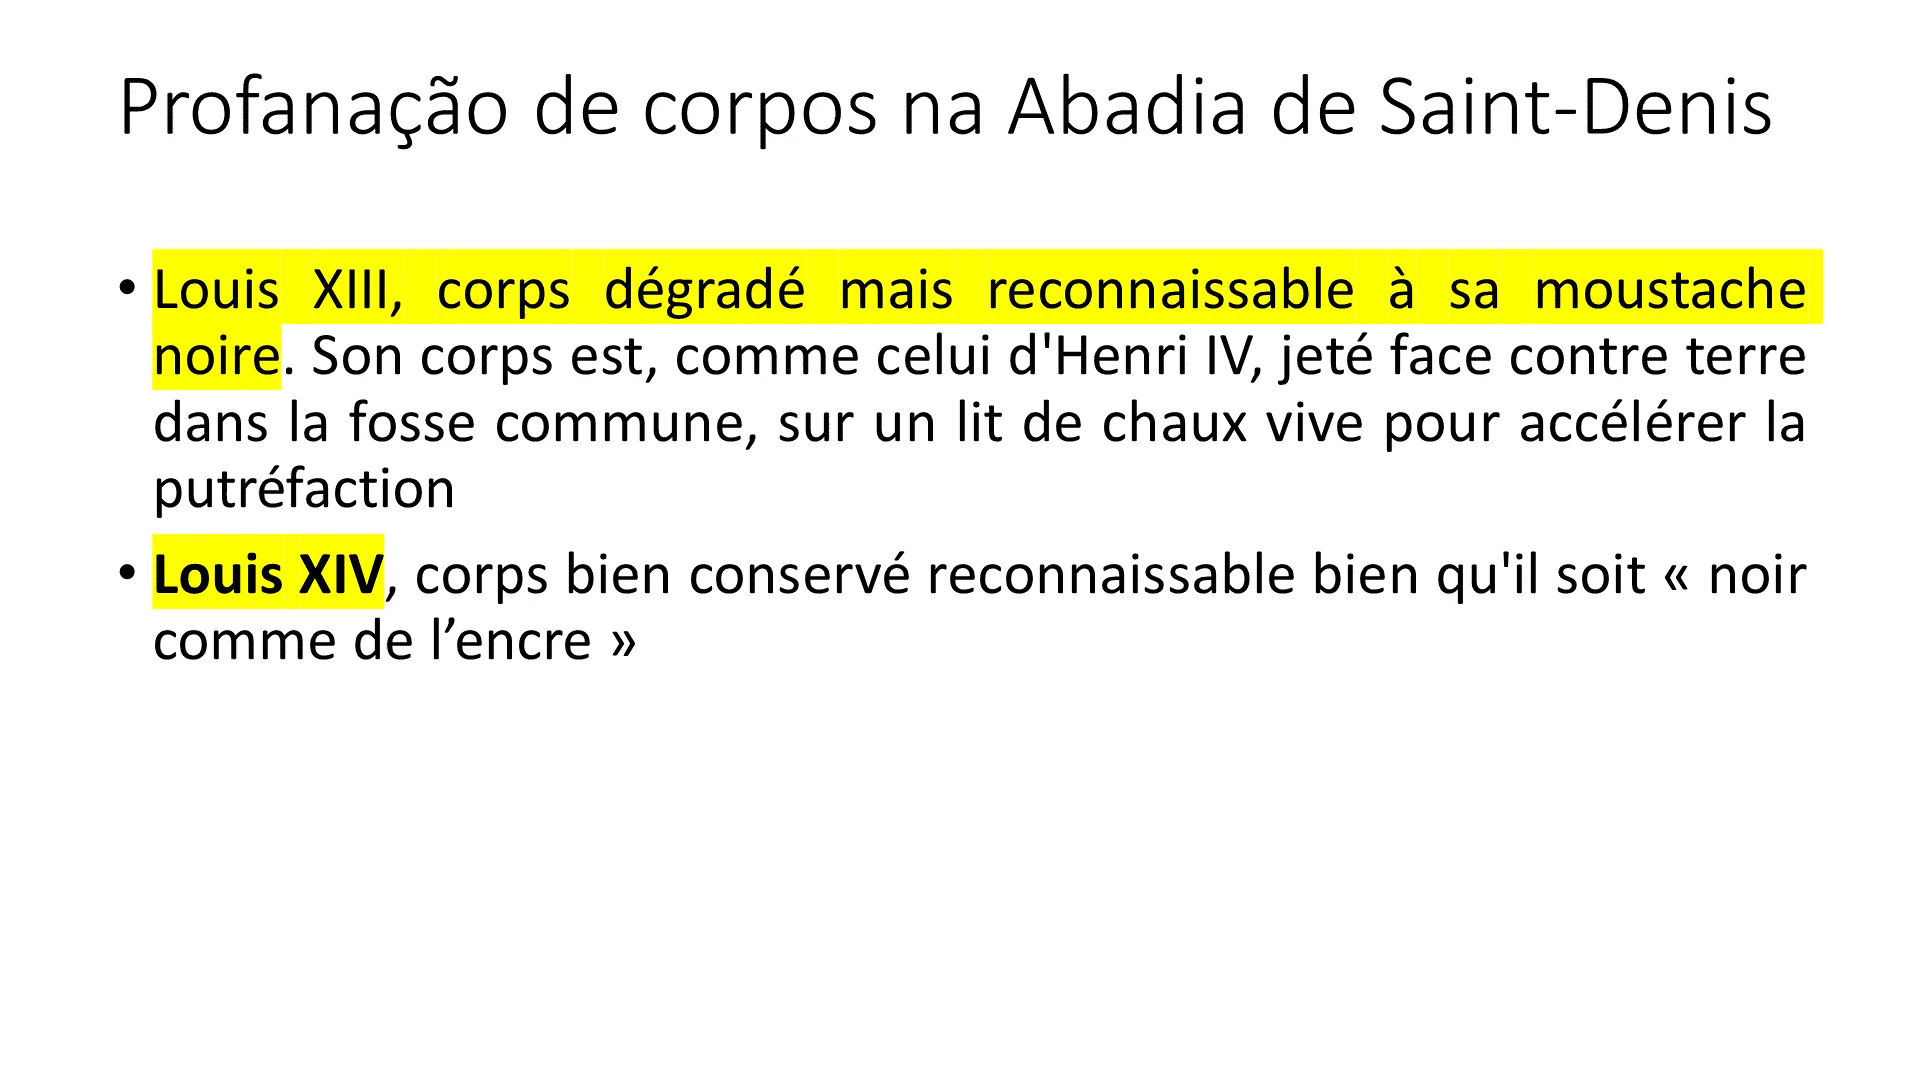 Profanação de corpos na Abadia de Saint-Denis
• Louis XIII, corps dégradé mais reconnaissable à sa moustache
noire. Son corps est, comme celui d'Henri IV, jeté face contre terre
dans la fosse commune, sur un lit de chaux vive pour accélérer la
putréfaction
• Louis XIV, corps bien conservé reconnaissable bien qu'il soit « noir
comme de l’encre »